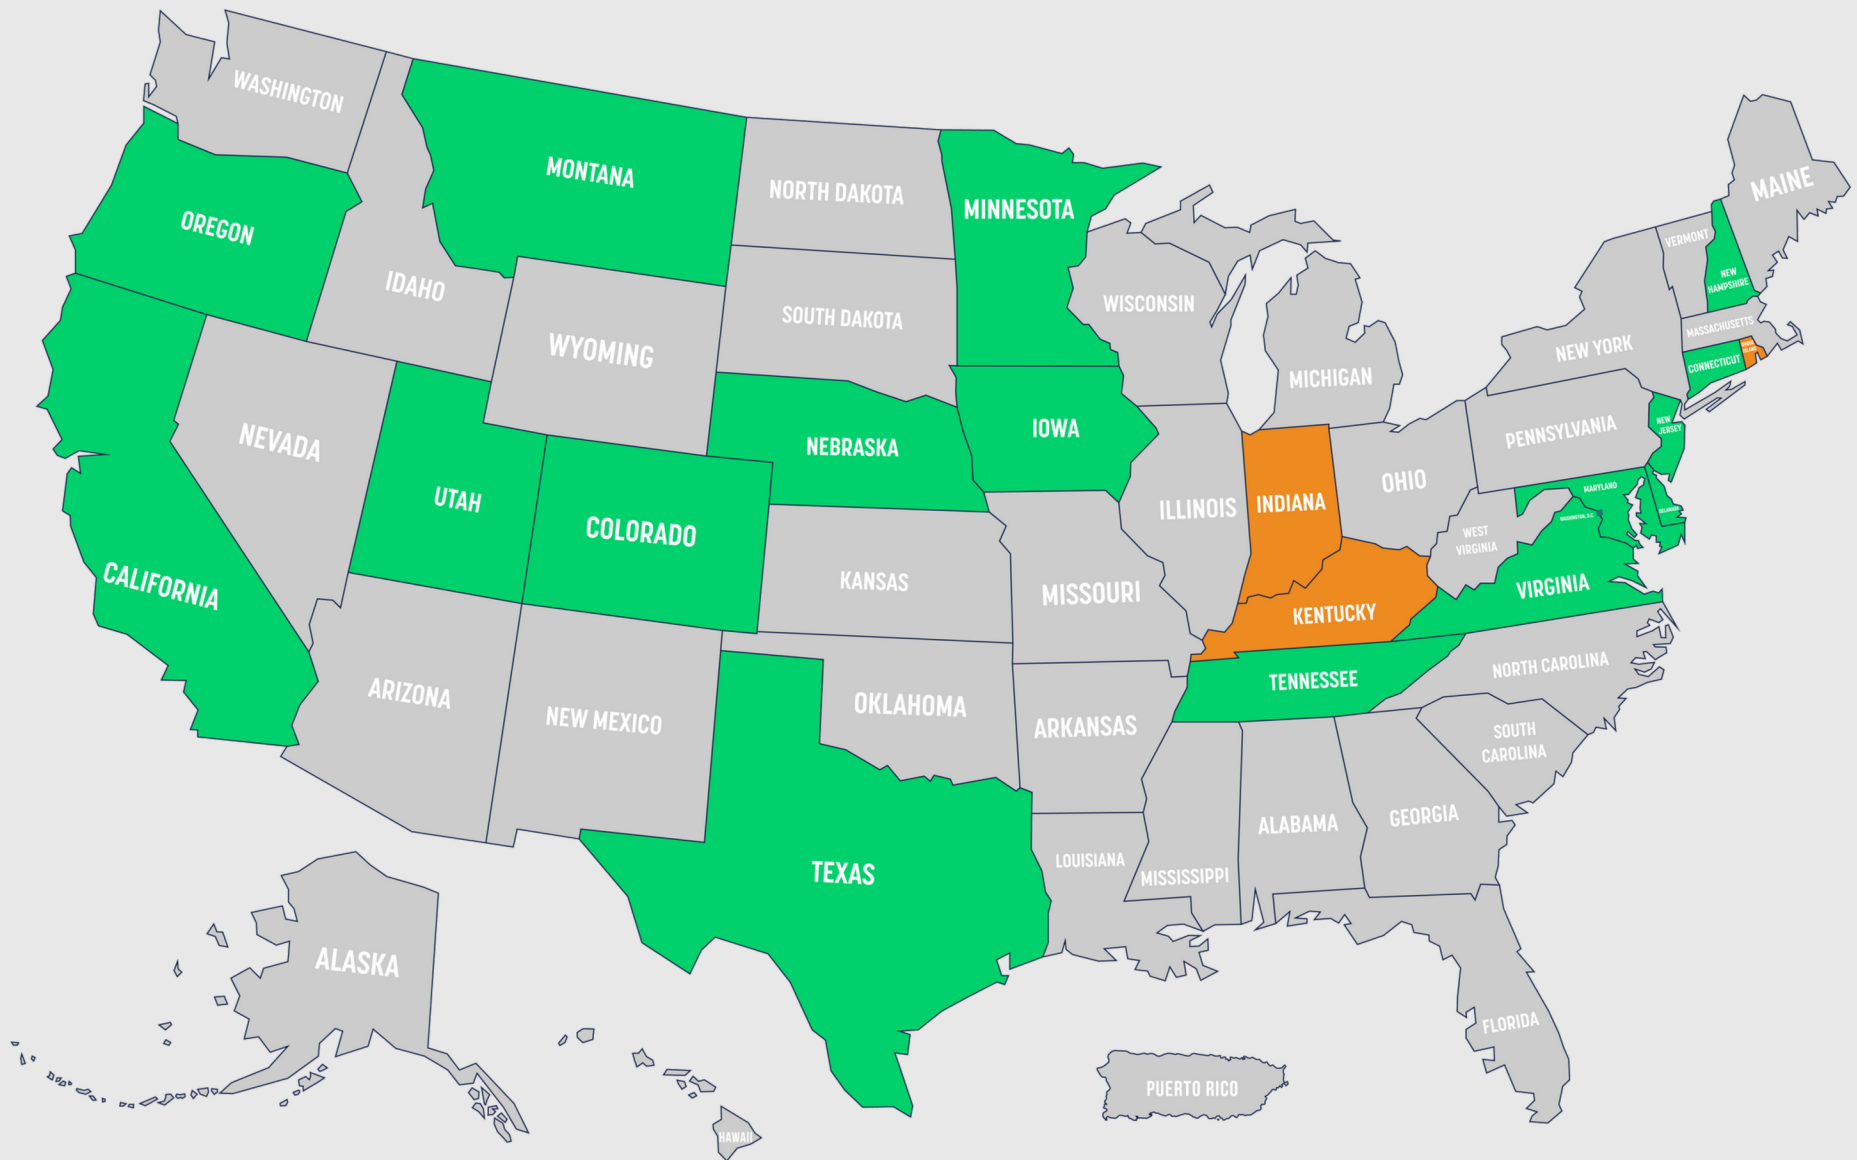 WASHINGTON
MONTANA
NORTH DAKOTA
MINNESOTA
MAINE
OREGON
IDAHO
VERMONT
NEW
HAMPSHIRE
WYOMING
SOUTH DAKOTA
WISCONSIN
MASSACHUSETTS
NEW YORK
MICHIGAN
CONNECTICUT
NEVADA
NEBRASKA
IOWA
PENNSYLVANIA
NEW
JERSEY
UTAH
COLORADO
ILLINOIS
INDIANA
OHIO
MARYLAND
DELAWARE
WASHINGTON, D.C.
WEST
VIRGINIA
CALIFORNIA
KANSAS
MISSOURI
KENTUCKY
VIRGINIA
ARIZONA
NEW MEXICO
OKLAHOMA
ARKANSAS
TENNESSEE
NORTH CAROLINA
SOUTH
CAROLINA
TEXAS
LOUISIANA
MISSISSIPPI
ALABAMA
GEORGIA
ALASKA
FLORIDA
HAWAII
PUERTO RICO